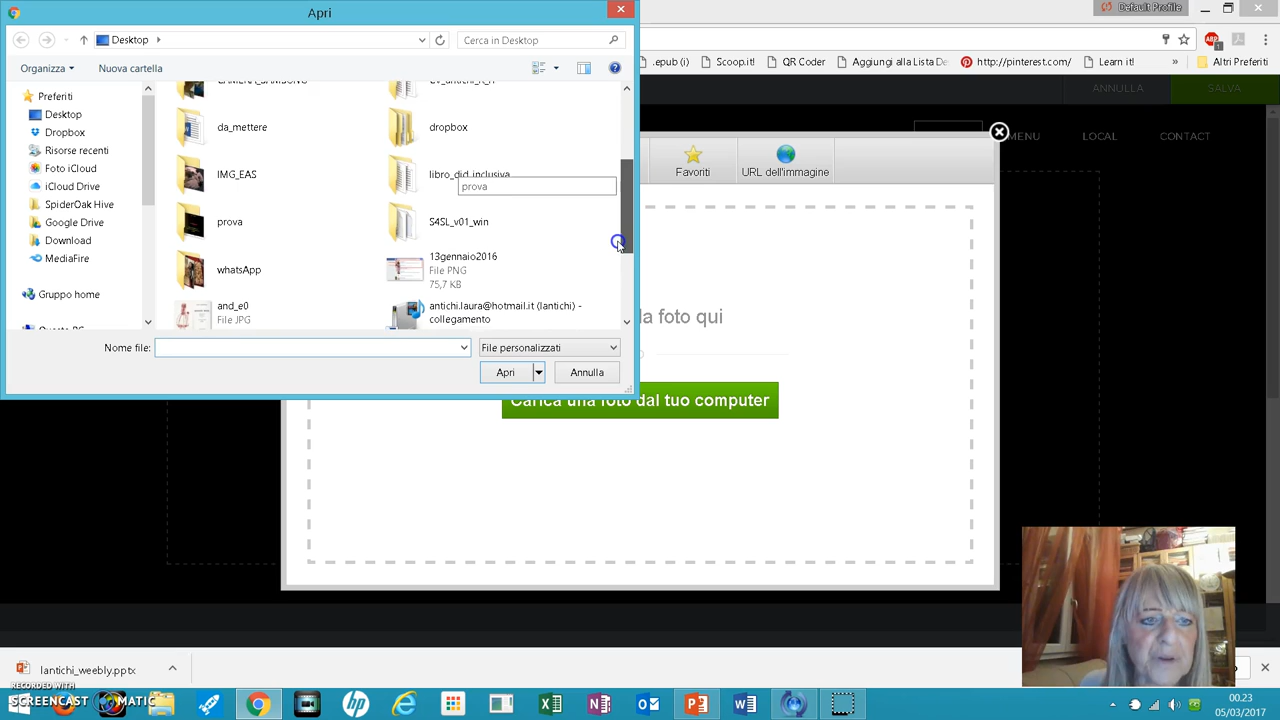 Apri
Default Profile
Desktop
Cerca in Desktop
.epub (i)
Scoop.it!
QR Coder
Aggiungi alla Lista De
http://pinterest.com/
Learn it!
»
Altri Preferiti
Organizza
Nuova cartella
ANNULLA
SALVA
Preferiti
Desktop
Dropbox
Risorse recenti
Foto iCloud
iCloud Drive
SpiderOak Hive
Google Drive
Download
MediaFire
Gruppo home
da_mettere
dropbox
IMG_EAS
libro_did_inclusiva
prova
prova
S4SL_v01_win
whatsApp
13gennaio2016
File PNG
75,7 KB
and_e0
File JPG
antichi.laura@hotmail.it (lantichi) -
collegamento
MENU
LOCAL
CONTACT
Favoriti
URL dell'immagine
la foto qui
Carica una foto dal tuo computer
Nome file:
File personalizzati
Apri
Annulla
lantichi_weebly.pptx
RECORDED WITH
SCREENCAST
MATIC
00.23
05/03/2017